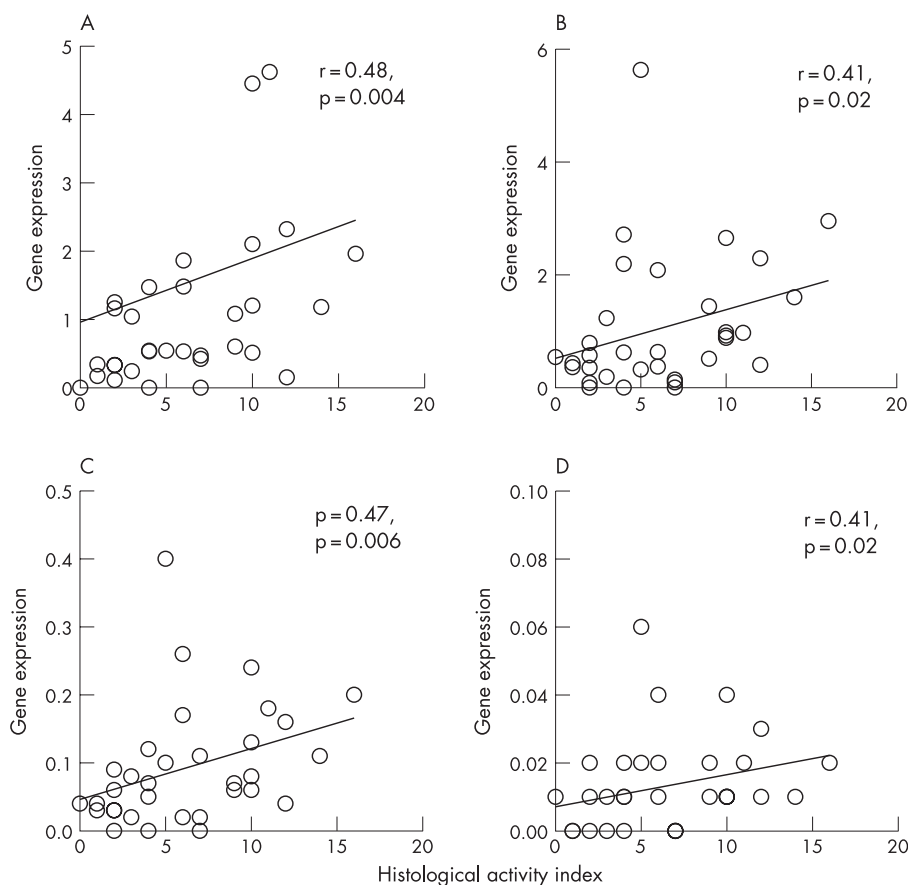 A
5
4
3
2
1
0
0 5 10 15 20
Gene expression
r = 0.48,
p = 0.004
B
6
4
2
0
0 5 10 15 20
Gene expression
r = 0.41,
p = 0.02
C
0.5
0.4
0.3
0.2
0.1
0.0
0 5 10 15 20
Gene expression
p = 0.47,
p = 0.006
D
0.10
0.08
0.06
0.04
0.02
0.00
0 5 10 15 20
Gene expression
r = 0.41,
p = 0.02
Histological activity index